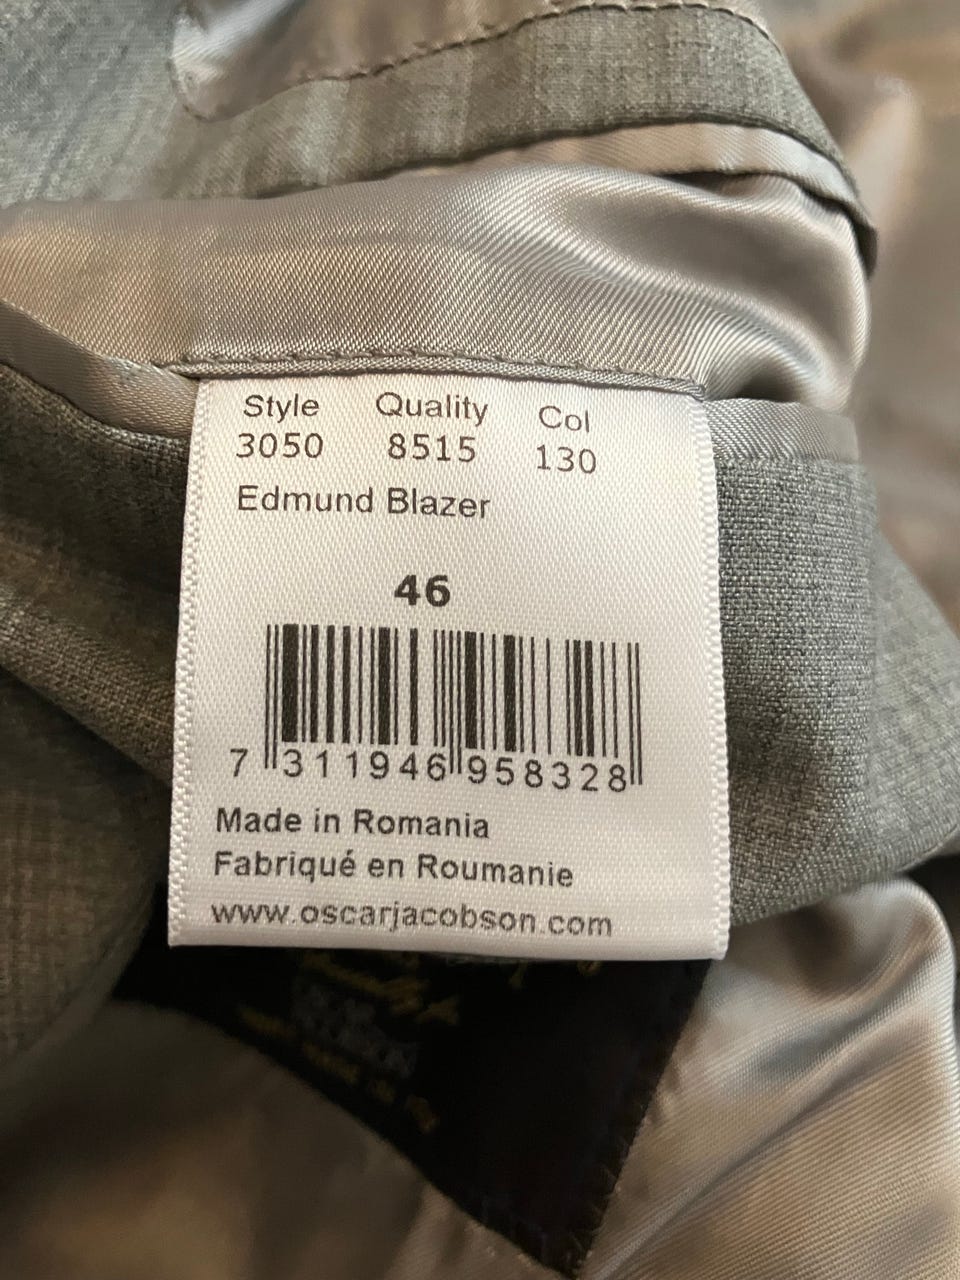 Style Quality Col
3050 8515 130
Edmund Blazer
46
7 311946 958328
Made in Romania
Fabriqué en Roumanie
www.oscarjacobson.com